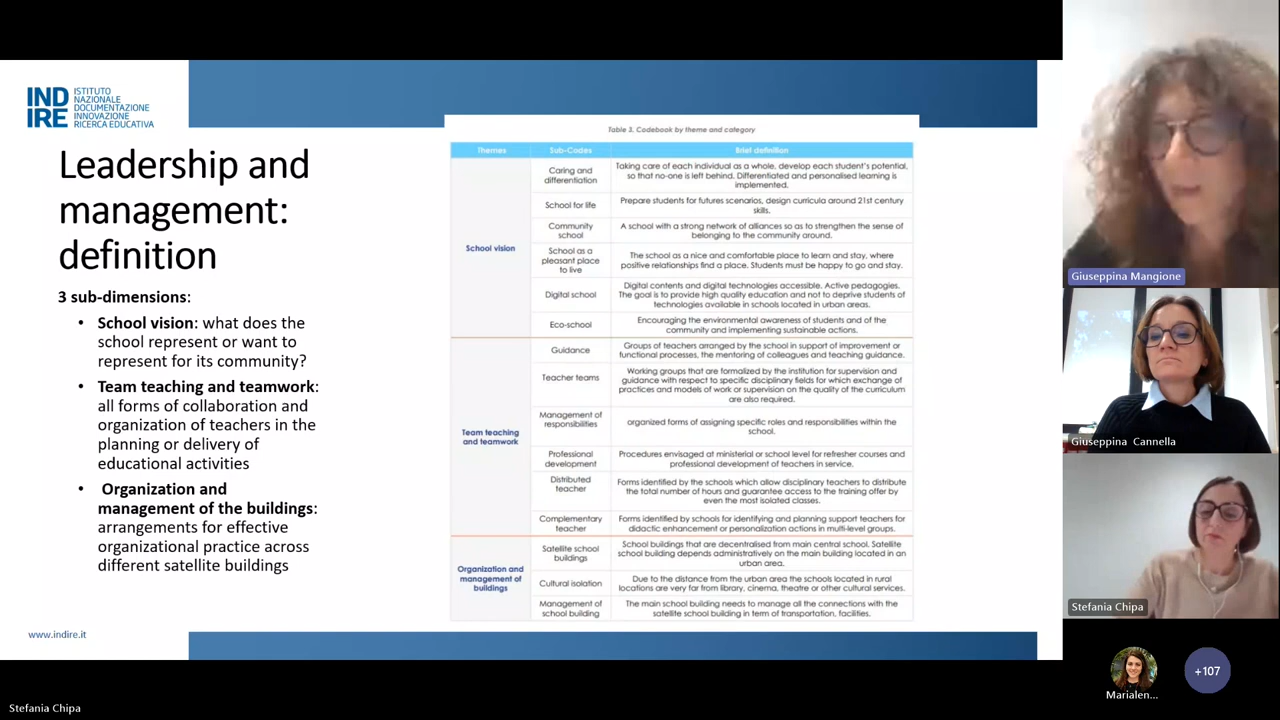 IND
IRE
ISTITUTO
NAZIONALE
DOCUMENTAZIONE
INNOVAZIONE
RICERCA EDUCATIVA
Leadership and
management:
definition
3 sub-dimensions:
• School vision: what does the
school represent or want to
represent for its community?
• Team teaching and teamwork:
all forms of collaboration and
organization of teachers in the
planning or delivery of
educational activities
• Organization and
management of the buildings:
arrangements for effective
organizational practice across
different satellite buildings
www.indire.it
Table 3. Codebook by theme and category
Themes Sub-Codes Brief definition
School vision
Caring and
differentiation
Taking care of each individual as a whole, develop each student's potential,
so that no-one is left behind. Differentiated and personalised learning is
implemented.
School for life
Prepare students for futures scenarios, design curricula around 21st century
skills.
Community
school
A school with a strong network of alliances so as to strengthen the sense of
belonging to the community around.
School as a
pleasant place
to live
The school as a nice and comfortable place to learn and stay, where
positive relationships find a place. Students must be happy to go and stay.
Digital school
Digital contents and digital technologies accessible. Active pedagogies.
The goal is to provide high quality education and not to deprive students of
technologies available in schools located in urban areas.
Eco-school
Encouraging the environmental awareness of students and of the
community and implementing sustainable actions.
Team teaching
and teamwork
Guidance
Groups of teachers arranged by the school in support of improvement or
functional processes, the mentoring of colleagues and teaching guidance.
Teacher teams
Working groups that are formalized by the institution for supervision and
guidance with respect to specific disciplinary fields for which exchange of
practices and models of work or supervision on the quality of the curriculum
are also required.
Management of
responsibilities
organized forms of assigning specific roles and responsibilities within the
school.
Professional
development
Procedures envisaged at ministerial or school level for refresher courses and
professional development of teachers in service.
Distributed
teacher
Forms identified by the schools which allow disciplinary teachers to distribute
the total number of hours and guarantee access to the training offer by
even the most isolated classes.
Complementary
teacher
Forms identified by schools for identifying and planning support teachers for
didactic enhancement or personalization actions in multi-level groups.
Organization and
management of
buildings
Satellite school
buildings
School buildings that are decentralised from main central school. Satellite
school building depends administratively on the main building located in an
urban area.
Cultural isolation
Due to the distance from the urban area the schools located in rural
locations are very far from library, cinema, theatre or other cultural services.
Management of
school building
The main school building needs to manage all the connections with the
satellite school building in term of transportation, facilities.
Giuseppina Mangione
Giuseppina Cannella
Stefania Chipa
Marialen...
+107
Stefania Chipa